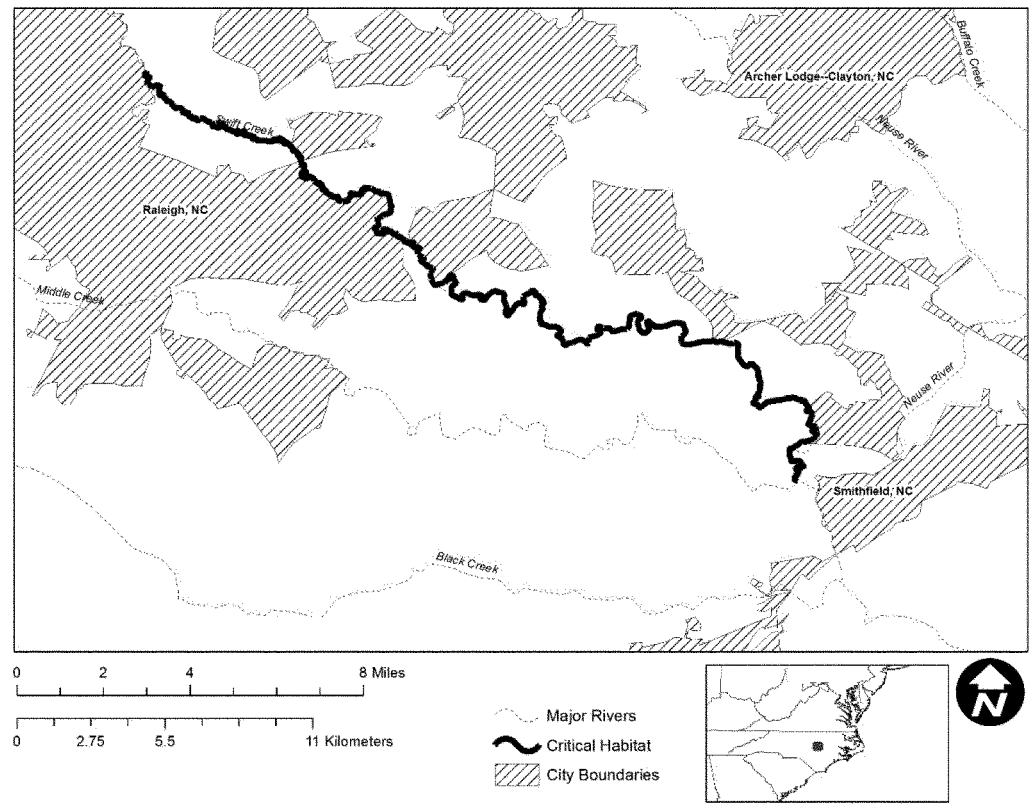 Buffalo Creek
Archer Lodge--Clayton, NC
Swift Creek
Neuse River
Raleigh, NC
Middle Creek
Neuse River
Smithfield, NC
Black Creek
0 2 4 8 Miles
0 2.75 5.5 11 Kilometers
Major Rivers
Critical Habitat
City Boundaries
N